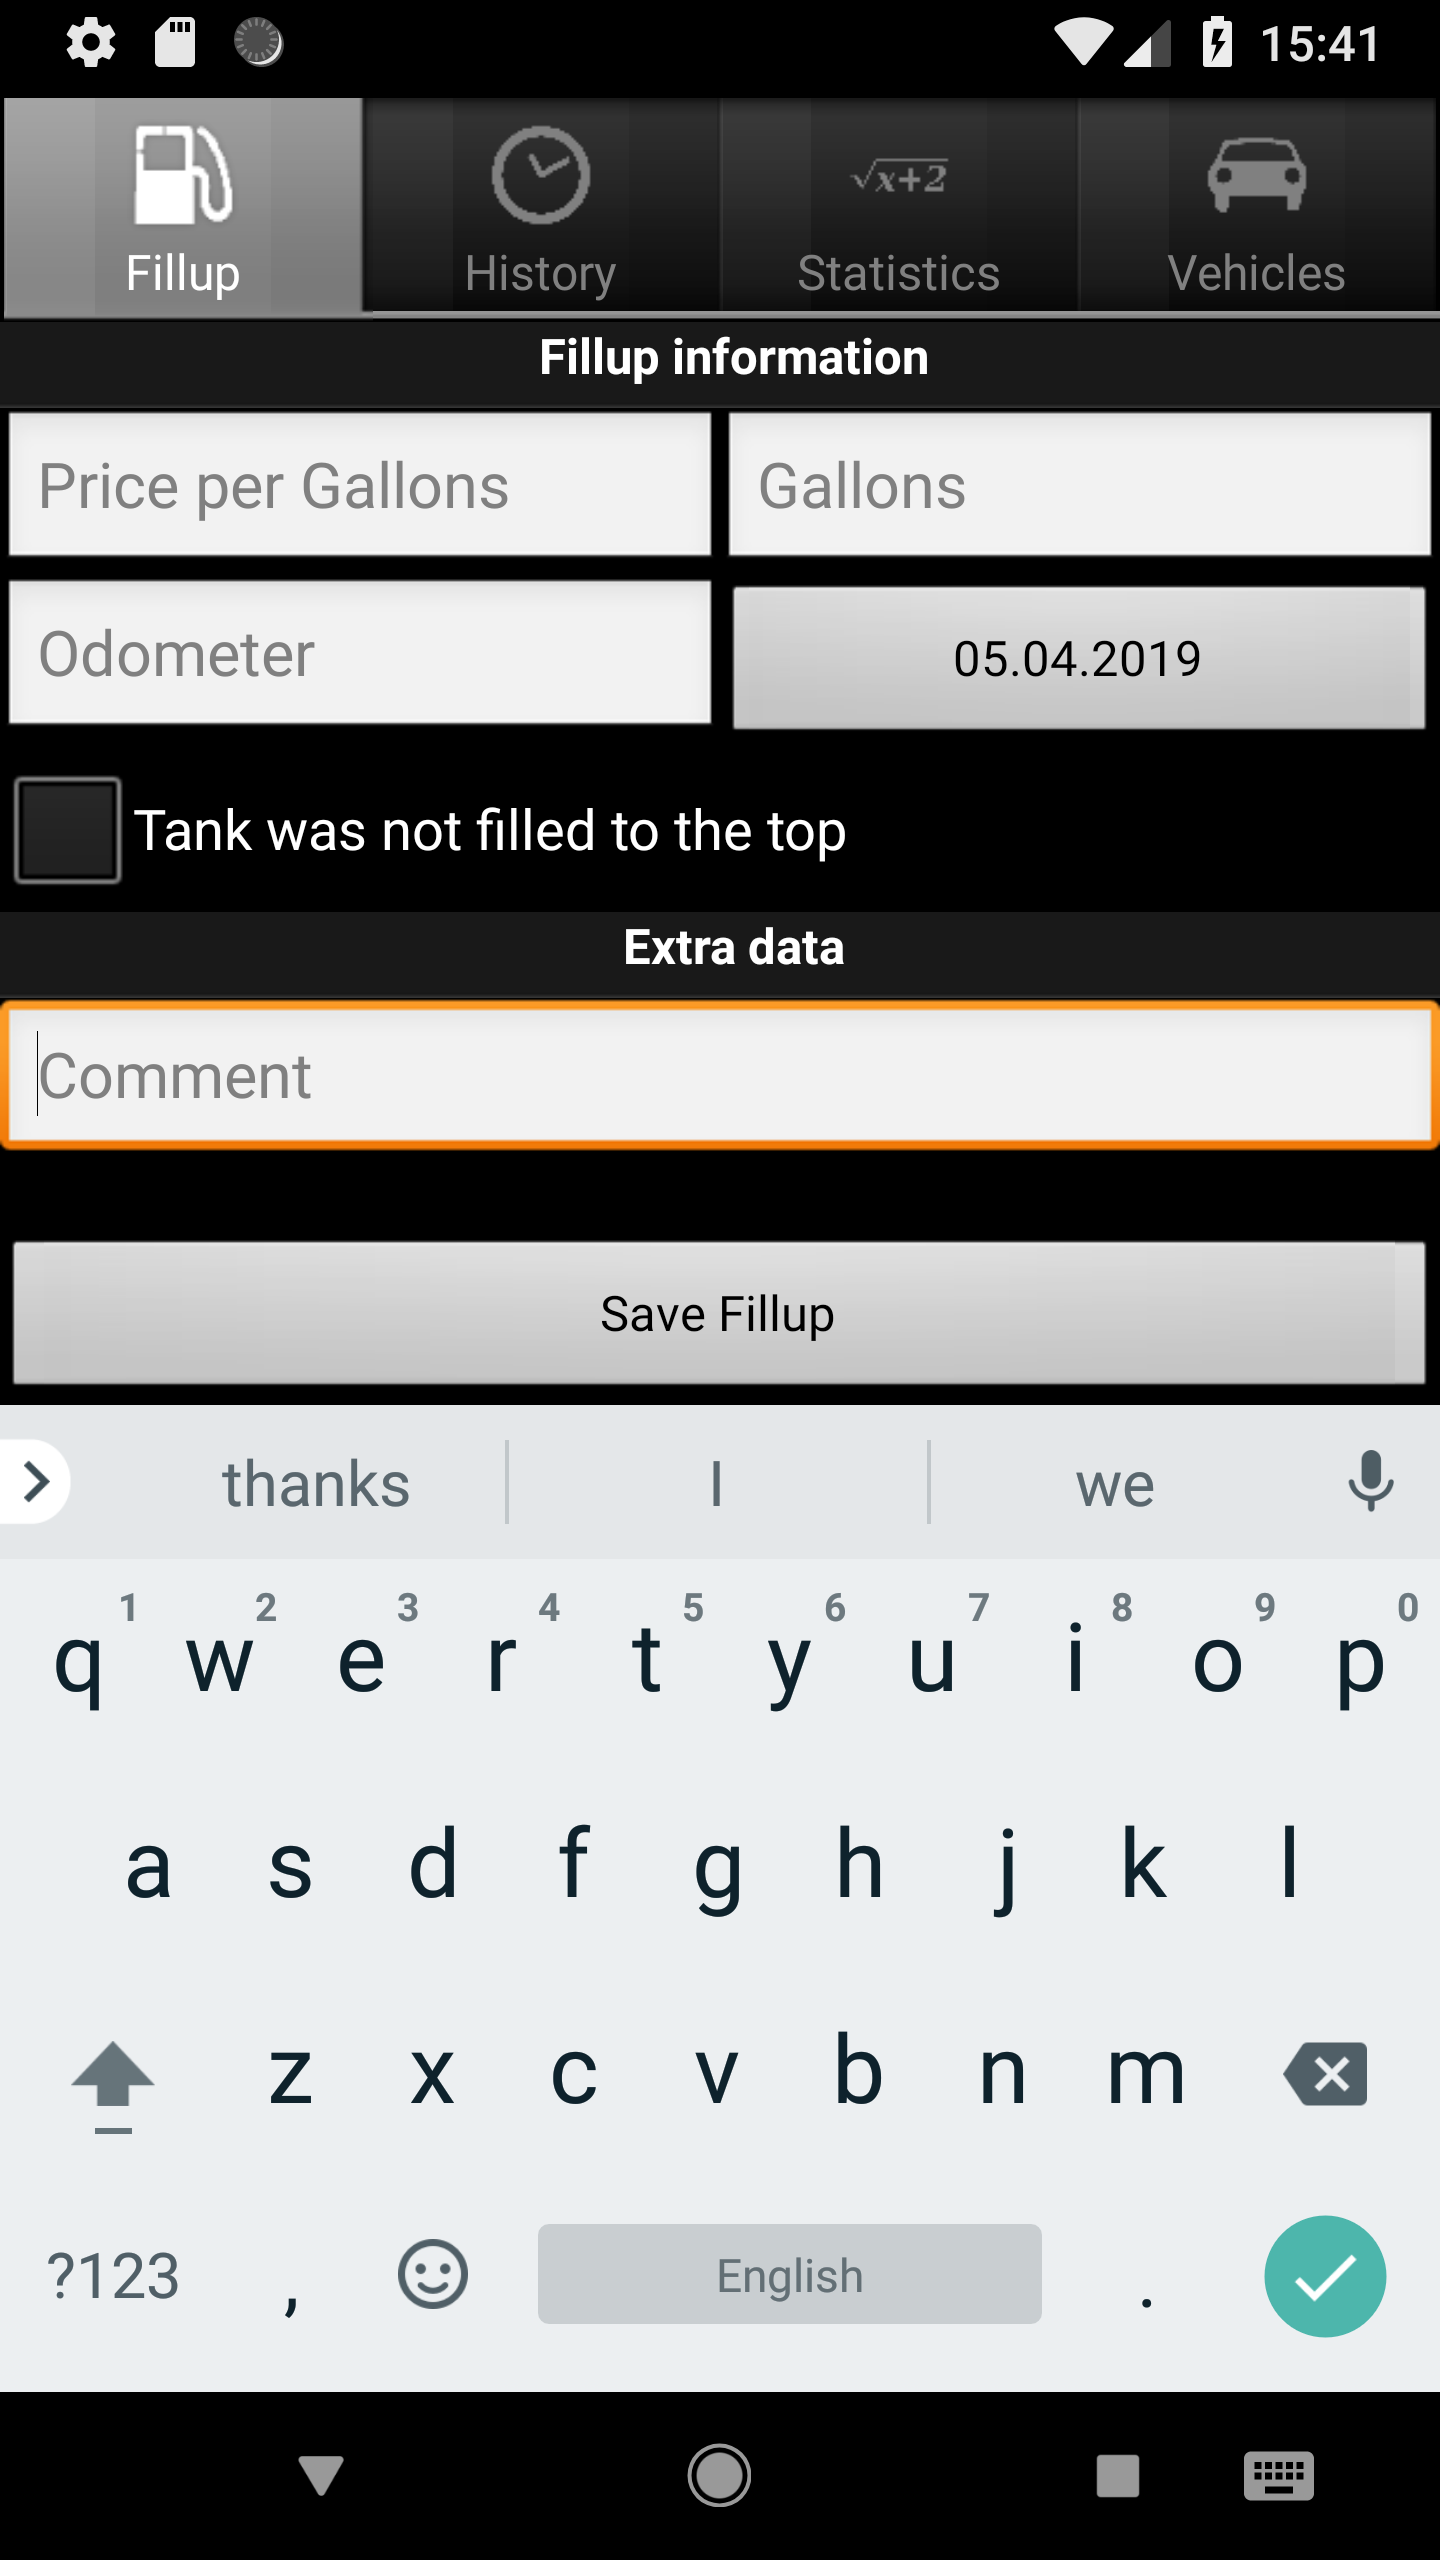 15:41
√x+2
Fillup
History
Statistics
Vehicles
Fillup information
Price per Gallons
Gallons
Odometer
05.04.2019
Tank was not filled to the top
Extra data
Comment
Save Fillup
thanks
I
we
1 2 3 4 5 6 7 8 9 0
q w e r t y u i o p
a s d f g h j k l
z x c v b n m
?123 , English .